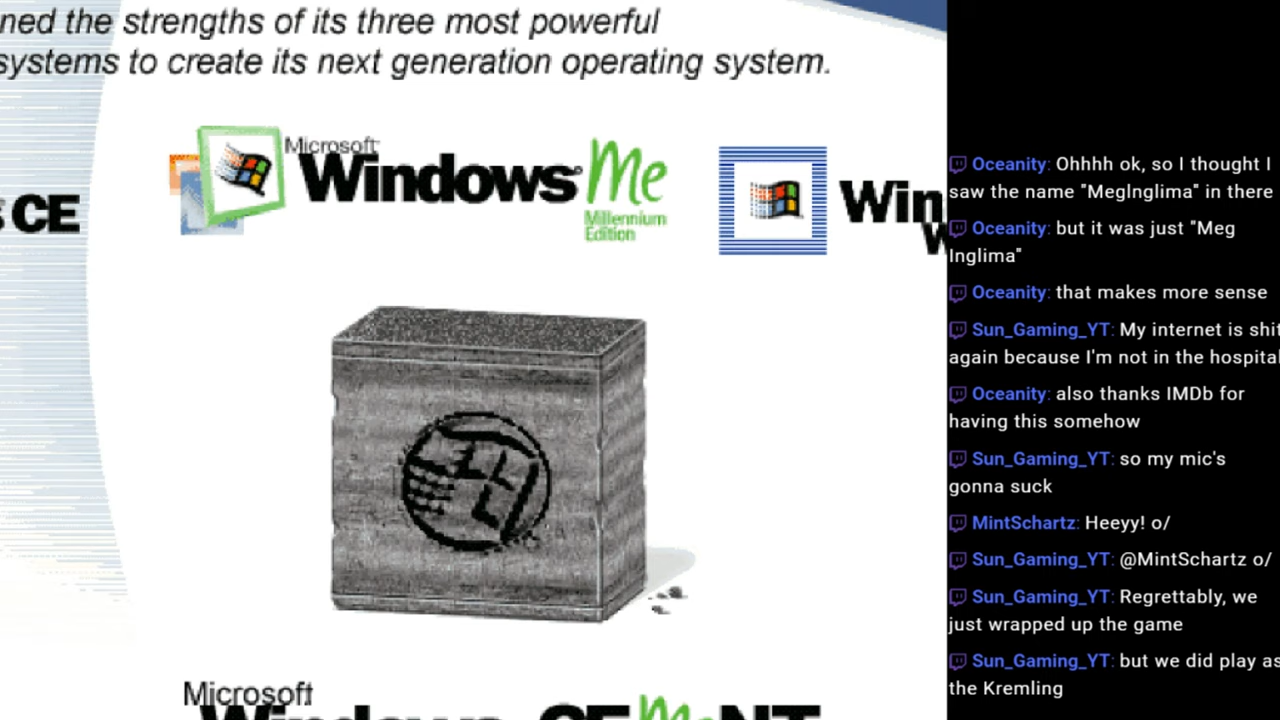 ned the strengths of its three most powerful
systems to create its next generation operating system.
CE
Microsoft
Windows Me
Millennium
Edition
Win
W
Microsoft
Windows CEMeNT
Oceanity: Ohhhh ok, so I thought I
saw the name "MegInglima" in there
Oceanity: but it was just "Meg
Inglima"
Oceanity: that makes more sense
Sun_Gaming_YT: My internet is shit
again because I'm not in the hospital
Oceanity: also thanks IMDb for
having this somehow
Sun_Gaming_YT: so my mic's
gonna suck
MintSchartz: Heeyy! o/
Sun_Gaming_YT: @MintSchartz o/
Sun_Gaming_YT: Regrettably, we
just wrapped up the game
Sun_Gaming_YT: but we did play as
the Kremling